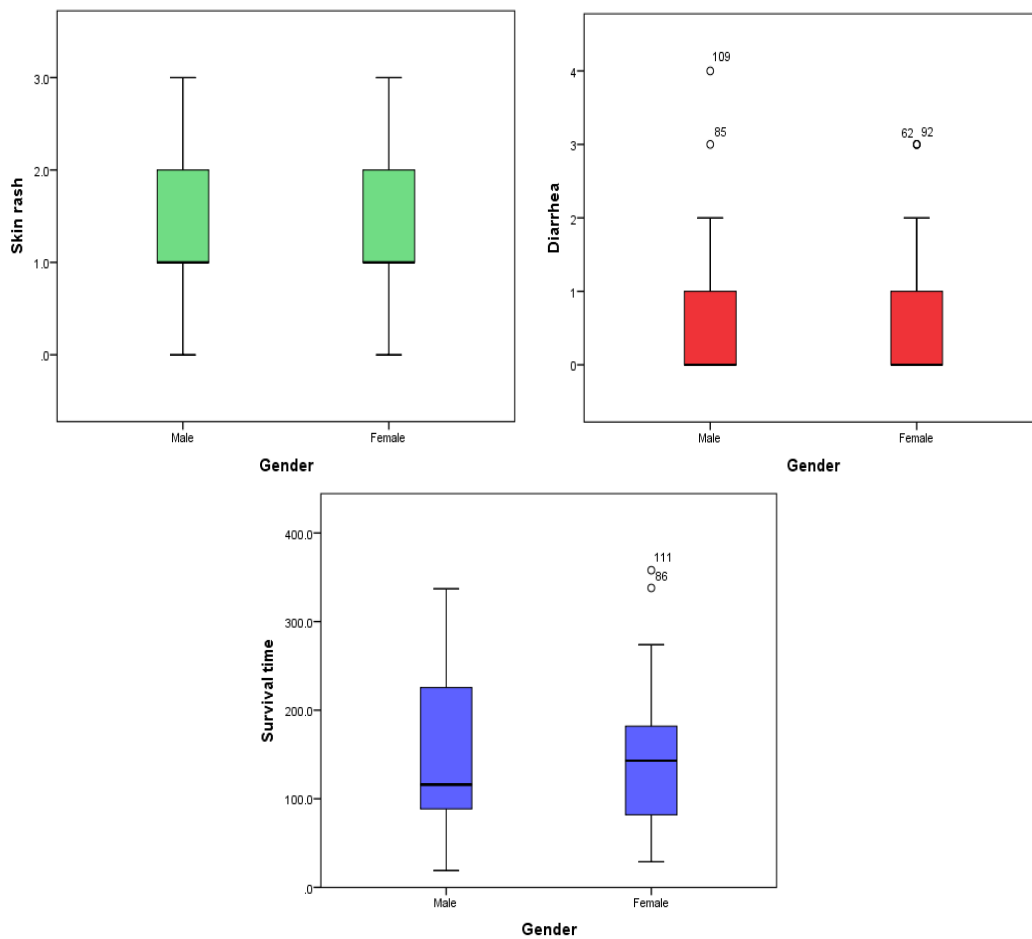 Skin rash
3.0
2.0
1.0
.0
Male
Female
Gender
Diarrhea
4
3
2
1
0
109
85
62 92
Male
Female
Gender
Survival time
400.0
300.0
200.0
100.0
.0
111
86
Male
Female
Gender